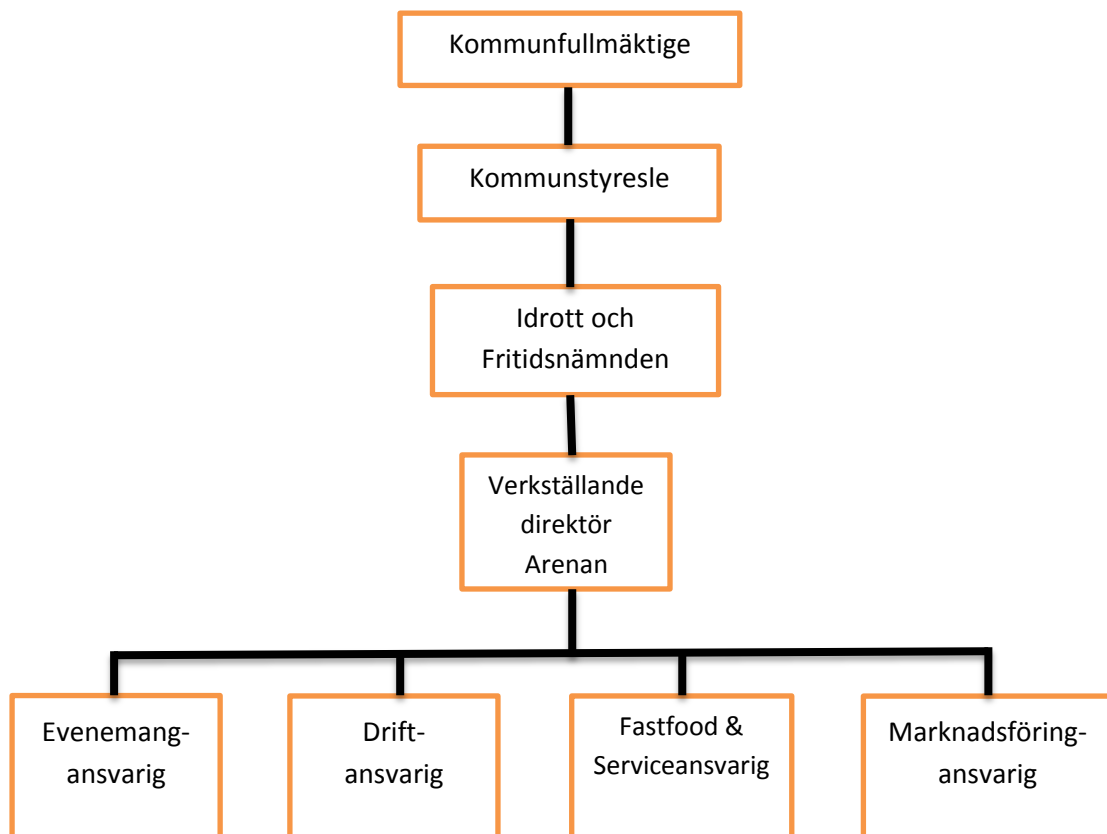 Kommunfullmäktige
Kommunstyresle
Idrott och
Fritidsnämnden
Verkställande
direktör
Arenan
Evenemang-
ansvarig
Drift-
ansvarig
Fastfood &
Serviceansvarig
Marknadsföring-
ansvarig